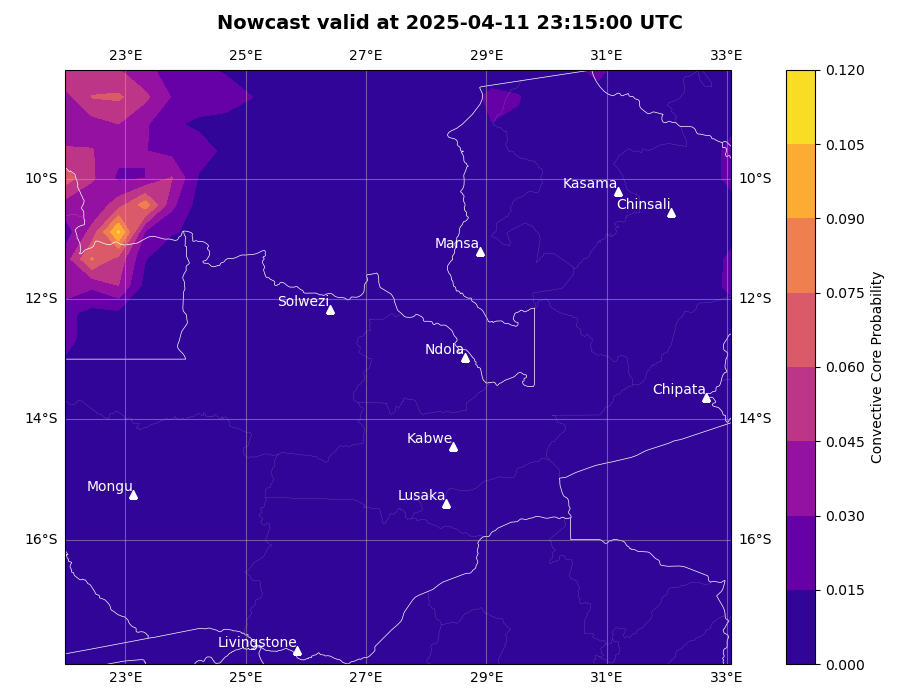 Nowcast valid at 2025-04-11 23:15:00 UTC
23°E 25°E 27°E 29°E 31°E 33°E
0.120
0.105
10°S 10°S
Kasama
Chinsali
0.090
Mansa
0.075
12°S 12°S
Solwezi
Ndola
0.060
Chipata
14°S 14°S
Kabwe
0.045
Mongu
Lusaka
0.030
16°S 16°S
0.015
Livingstone
0.000
23°E 25°E 27°E 29°E 31°E 33°E
Convective Core Probability